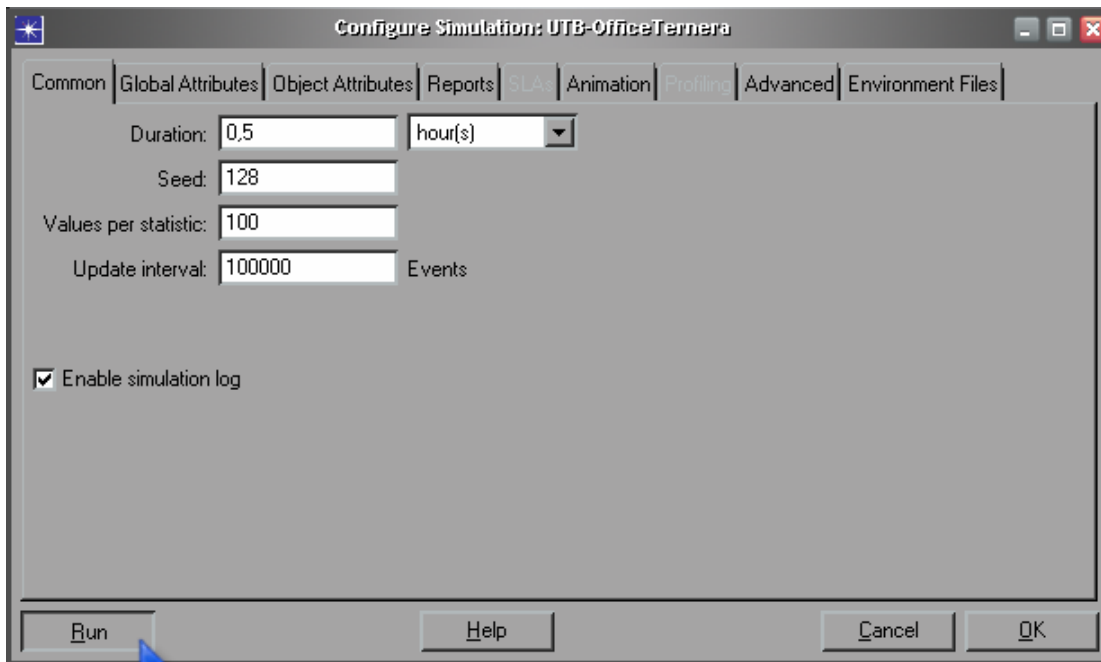 Configure Simulation: UTB-OfficeTernera
Common Global Attributes Object Attributes Reports SLAs Animation Profiling Advanced Environment Files
Duration: 0,5 hour(s)
Seed: 128
Values per statistic: 100
Update interval: 100000 Events
Enable simulation log
Run Help Cancel OK